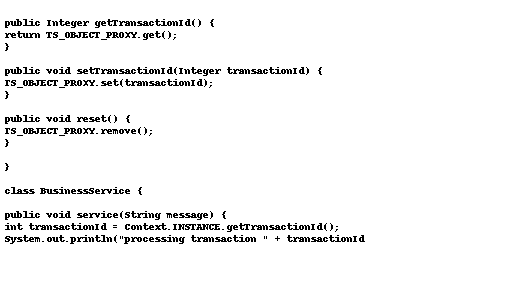 public Integer getTransactionId() {
return TS_OBJECT_PROXY.get();
}
public void setTransactionId(Integer transactionId) {
TS_OBJECT_PROXY.set(transactionId);
}
public void reset() {
TS_OBJECT_PROXY.remove();
}
}
class BusinessService {
public void service(String message) {
int transactionId = Context.INSTANCE.getTransactionId();
System.out.println("processing transaction " + transactionId